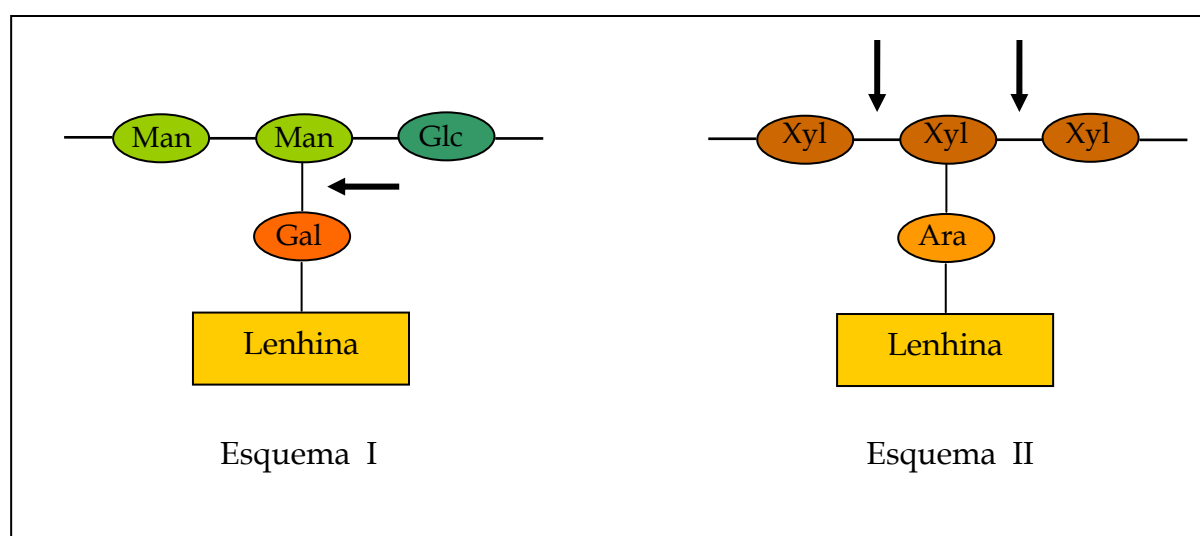 Man Man Glc
Gal
Lenhina
Esquema I
Xyl Xyl Xyl
Ara
Lenhina
Esquema II